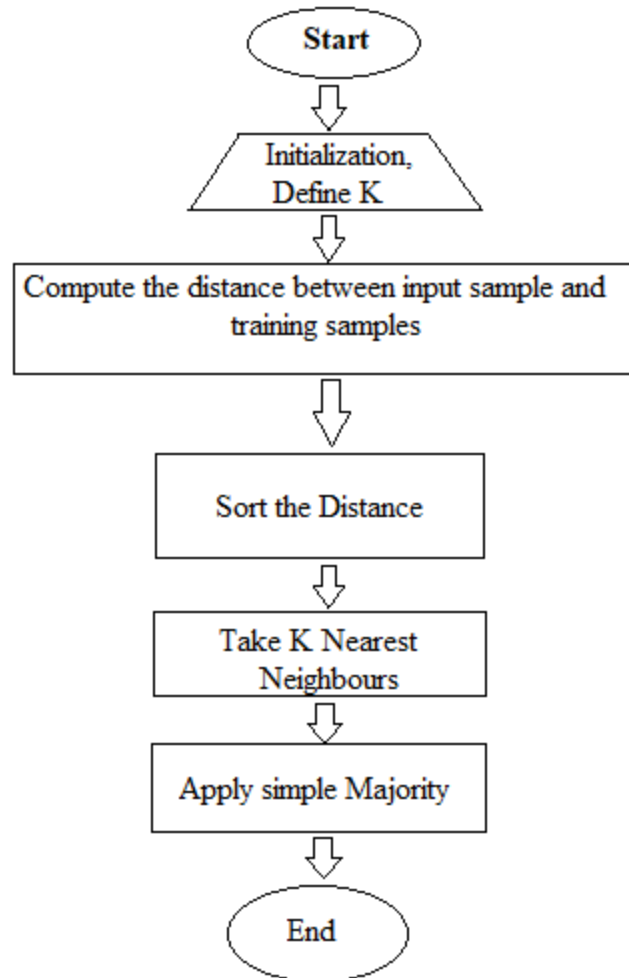 Start
Initialization,
Define K
Compute the distance between input sample and
training samples
Sort the Distance
Take K Nearest
Neighbours
Apply simple Majority
End